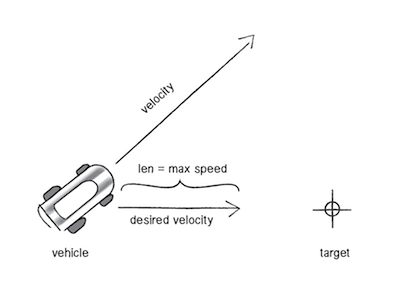 velocity
len = max speed
desired velocity
vehicle
target